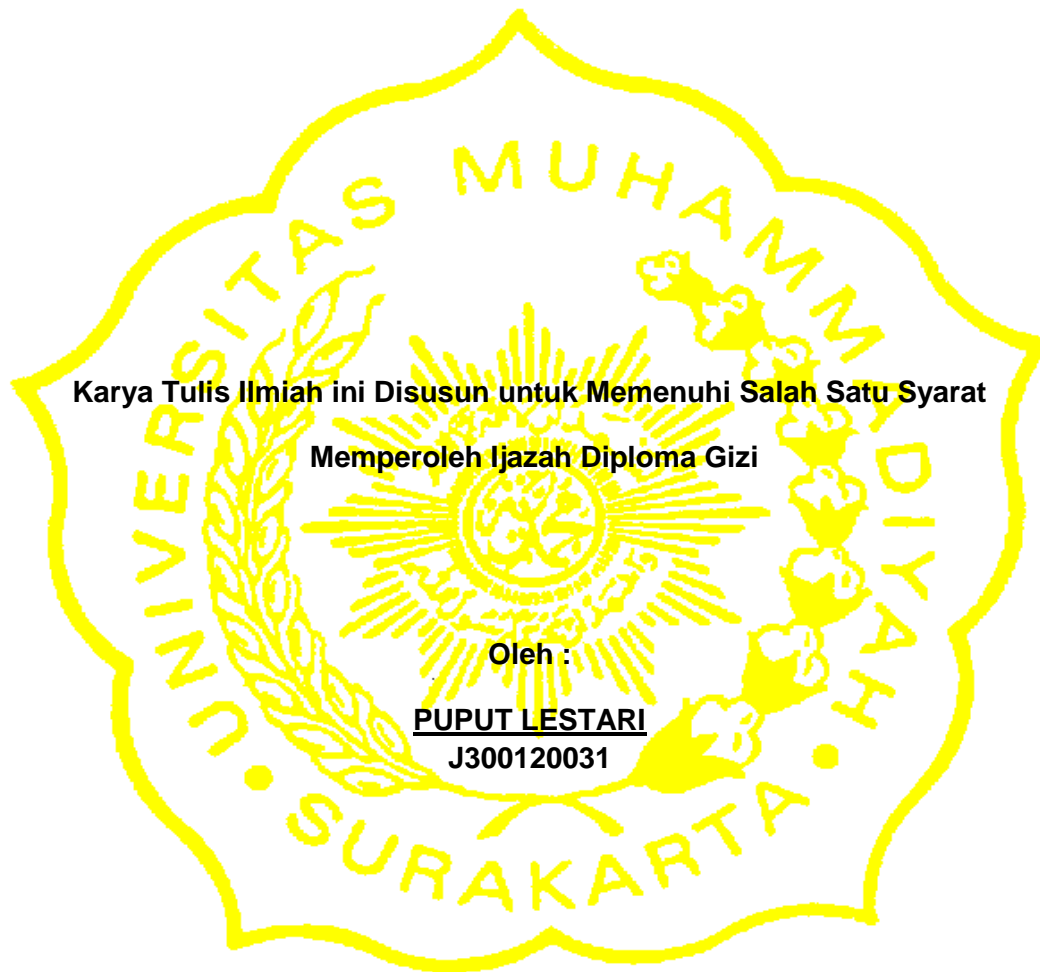 UNIVERSITAS MUHAMMADIYAH
SURAKARTA
Karya Tulis Ilmiah ini Disusun untuk Memenuhi Salah Satu Syarat
Memperoleh Ijazah Diploma Gizi
Oleh :
PUPUT LESTARI
J300120031